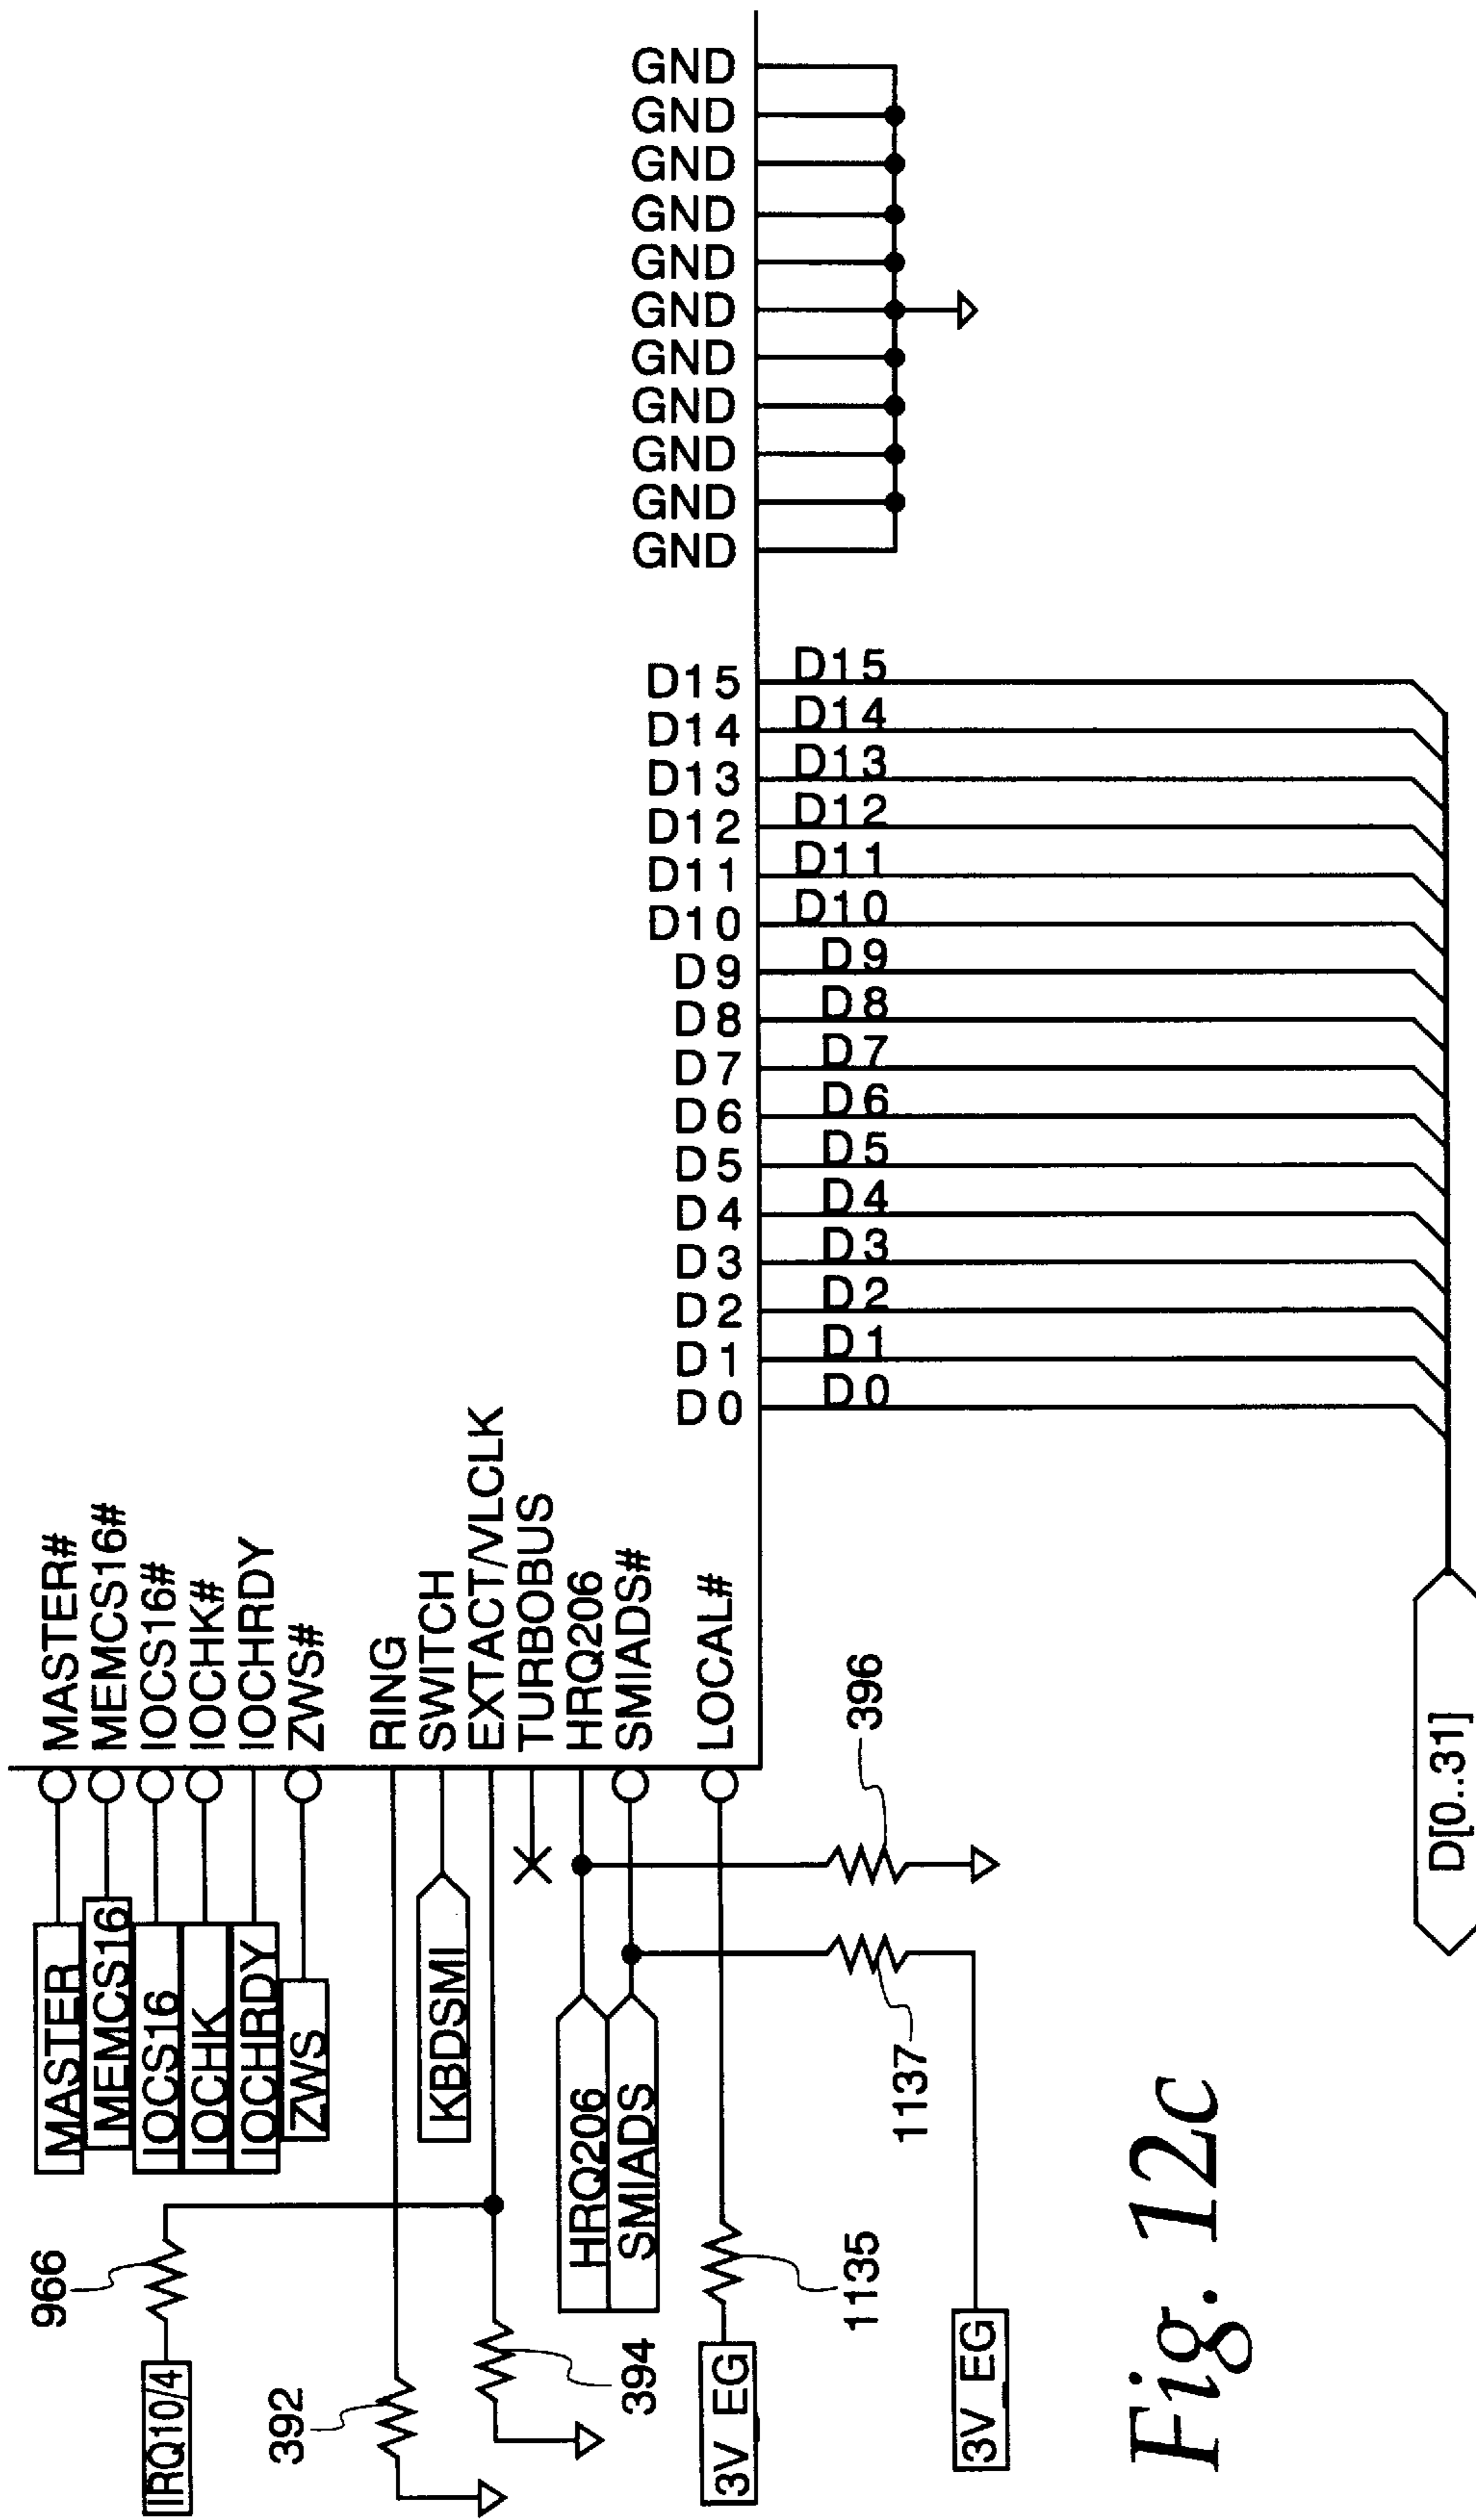 MASTER
MASTER#
MEMCS16
MEMCS16#
IOCS16
IOCS16#
IOCHK
IOCHK#
IOCHRDY
IOCHRDY
ZWS
ZWS#
966
IRQ10/4
392
RING
KBDSMI
SWITCH
EXTACT/VLCLK
394
TURBOBUS
HRQ206
HRQ206
SMIADS
SMIADS#
3V EG
1135
LOCAL#
396
1137
3V EG
D0
D1
D2
D3
D4
D5
D6
D7
D8
D9
D10
D11
D12
D13
D14
D15
GND
GND
GND
GND
GND
GND
GND
GND
GND
GND
GND
D0
D1
D2
D3
D4
D5
D6
D7
D8
D9
D10
D11
D12
D13
D14
D15
D[0..31]
Fig. 12c